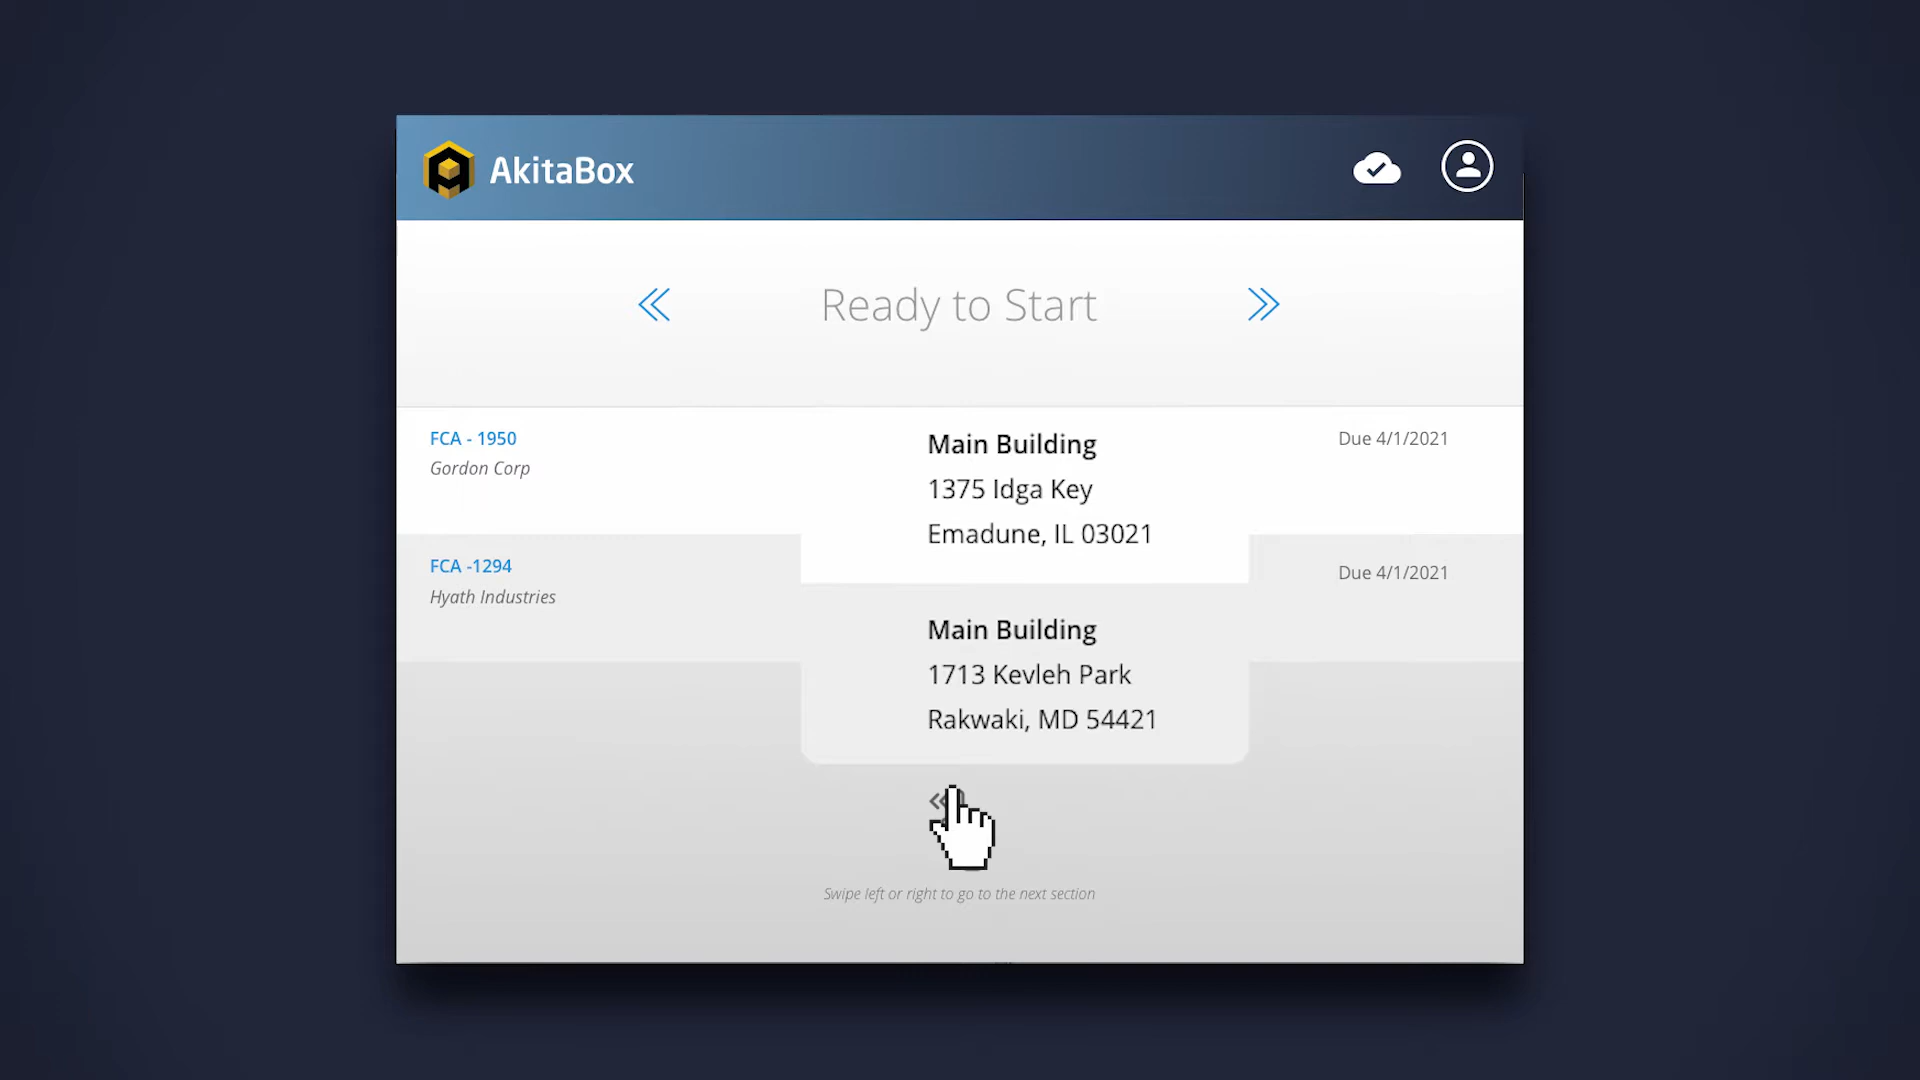 AkitaBox
Ready to Start
FCA - 1950
Gordon Corp
Main Building
1375 Idga Key
Emadune, IL 03021
Due 4/1/2021
FCA -1294
Hyath Industries
Main Building
1713 Kevleh Park
Rakwaki, MD 54421
Due 4/1/2021
Swipe left or right to go to the next section